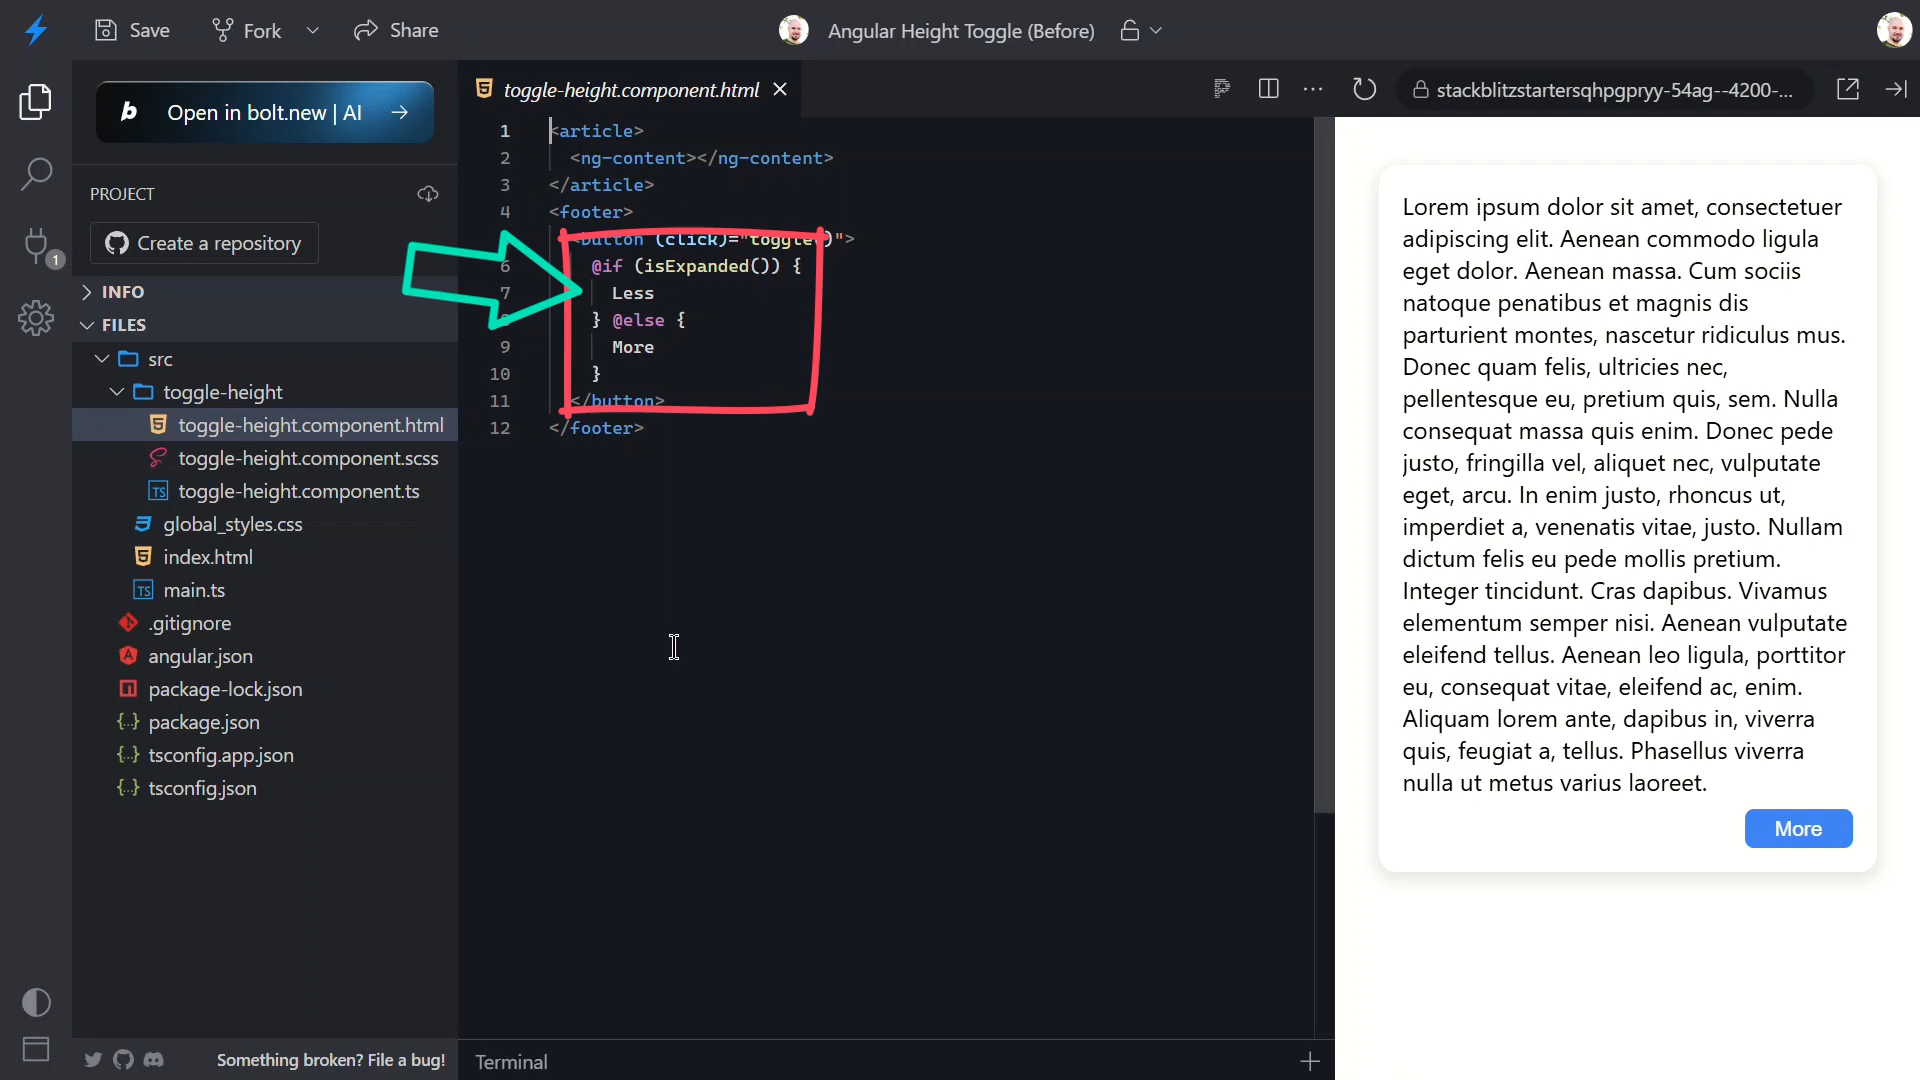 Save
Fork
Share
Angular Height Toggle (Before)
b Open in bolt.new | AI
toggle-height.component.html
stackblitzstartersqhpgpryy-54ag--4200-...
PROJECT
Create a repository
1
INFO
FILES
src
toggle-height
toggle-height.component.html
toggle-height.component.scss
toggle-height.component.ts
global_styles.css
index.html
main.ts
.gitignore
angular.json
package-lock.json
package.json
tsconfig.app.json
tsconfig.json
Something broken? File a bug!
1 <article>
2 <ng-content></ng-content>
3 </article>
4 <footer>
<button (click)="toggle()">
6 @if (isExpanded()) {
7 Less
} @else {
9 More
10 }
11 </button>
12 </footer>
Terminal
Lorem ipsum dolor sit amet, consectetuer
adipiscing elit. Aenean commodo ligula
eget dolor. Aenean massa. Cum sociis
natoque penatibus et magnis dis
parturient montes, nascetur ridiculus mus.
Donec quam felis, ultricies nec,
pellentesque eu, pretium quis, sem. Nulla
consequat massa quis enim. Donec pede
justo, fringilla vel, aliquet nec, vulputate
eget, arcu. In enim justo, rhoncus ut,
imperdiet a, venenatis vitae, justo. Nullam
dictum felis eu pede mollis pretium.
Integer tincidunt. Cras dapibus. Vivamus
elementum semper nisi. Aenean vulputate
eleifend tellus. Aenean leo ligula, porttitor
eu, consequat vitae, eleifend ac, enim.
Aliquam lorem ante, dapibus in, viverra
quis, feugiat a, tellus. Phasellus viverra
nulla ut metus varius laoreet.
More